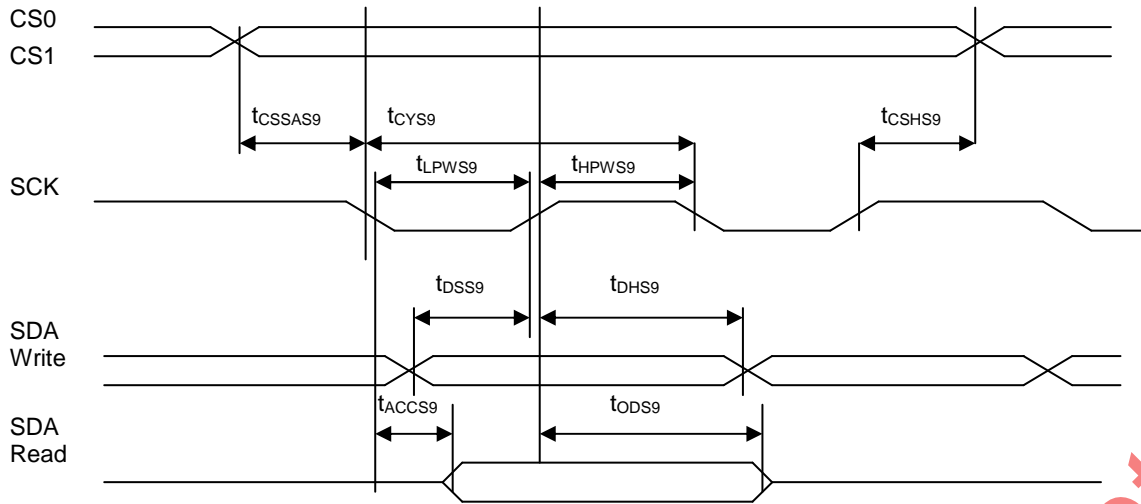 CS0
CS1
tCSSAS9
tCYS9
tCSHS9
tLPWS9
tHPWS9
SCK
tDSS9
tDHS9
SDA
Write
tACCS9
tODS9
SDA
Read